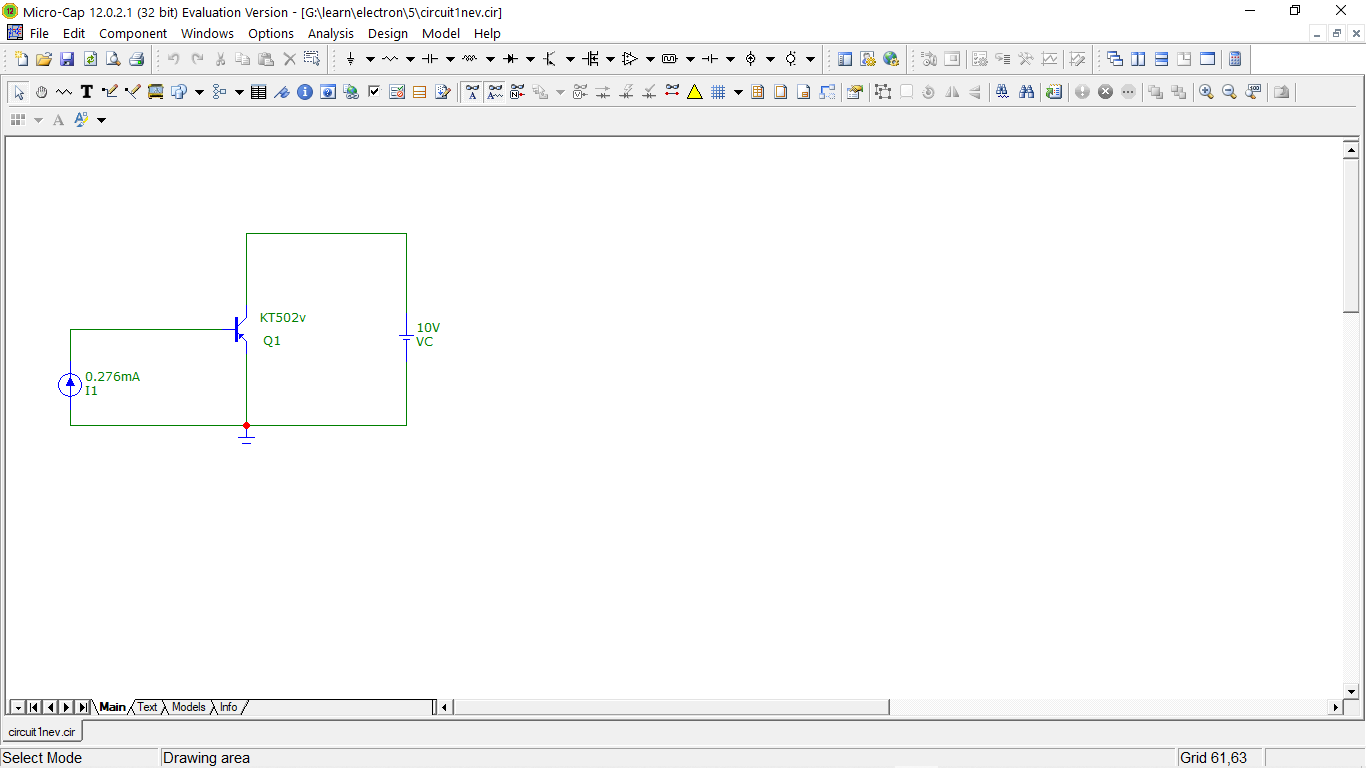 Micro-Cap 12.0.2.1 (32 bit) Evaluation Version - [G:\learn\electron\5\circuit1nev.cir]
File Edit Component Windows Options Analysis Design Model Help
KT502v
Q1
10V
VC
0.276mA
I1
Main Text Models Info
circuit1nev.cir
Select Mode Drawing area Grid 61,63